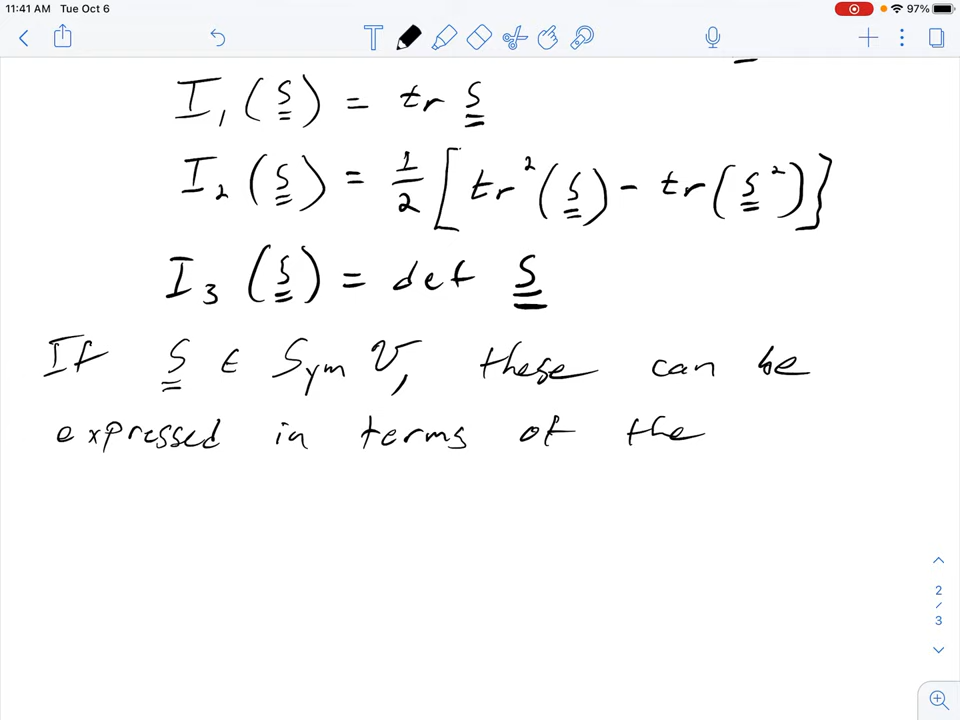 11:41 AM Tue Oct 6 97%
I₁(S) = tr S
I₂(S) = 1/2 [tr²(S) - tr(S²)]
I₃(S) = det S
If S ∈ Sym V, these can be
expressed in terms of the
2
/
3